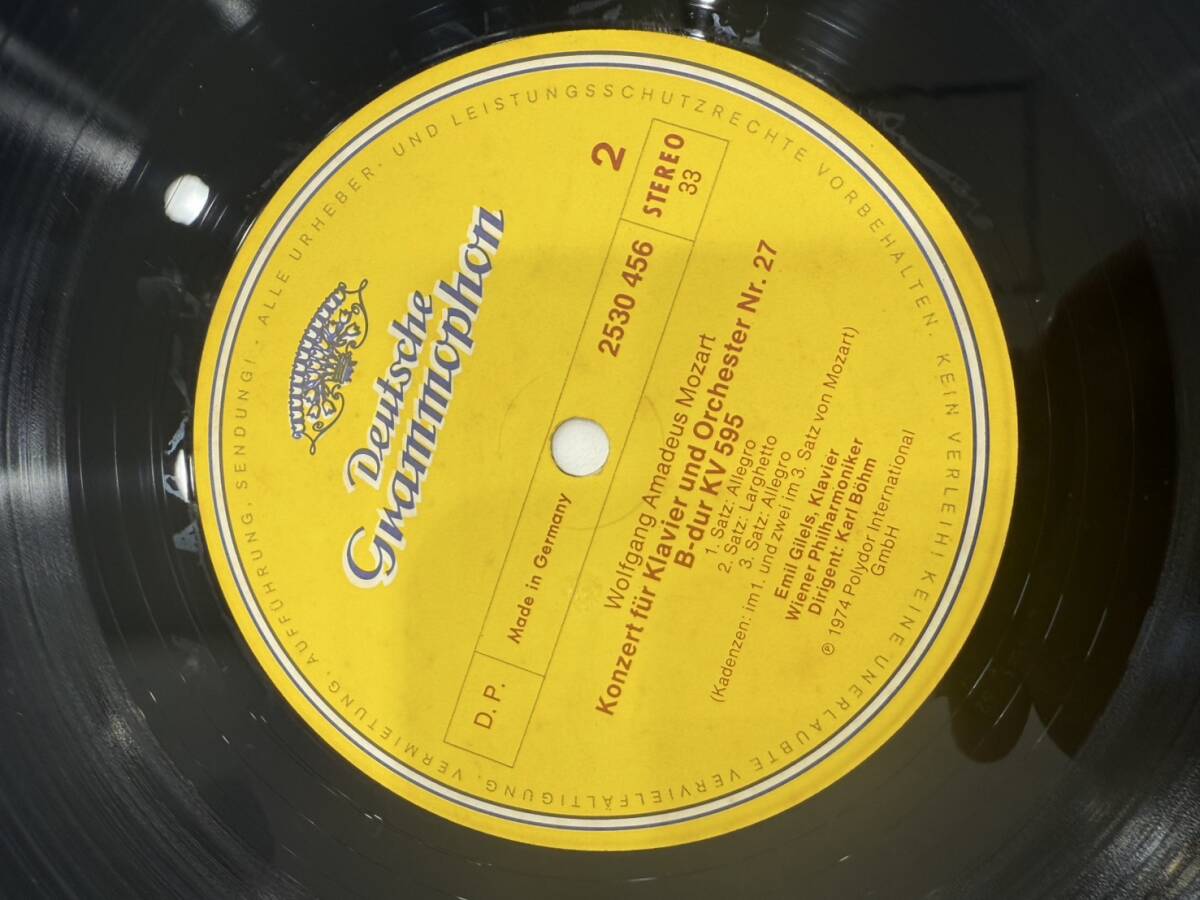 Deutsche
Grammophon
2
D. P.
Made in Germany
2530 456
STEREO
33
Wolfgang Amadeus Mozart
Konzert für Klavier und Orchester Nr. 27
B-dur KV 595
1. Satz: Allegro
2. Satz: Larghetto
3. Satz: Allegro
(Kadenzen: im 1. und zwei im 3. Satz von Mozart)
Emil Gilels, Klavier
Wiener Philharmoniker
Dirigent: Karl Böhm
℗ 1974 Polydor International
GmbH
ALLE URHEBER- UND LEISTUNGSSCHUTZRECHTE VORBEHALTEN. KEIN VERLEIH! KEINE UNERLAUBTE VERVIELFÄLTIGUNG, VERMIETUNG, AUFFÜHRUNG, SENDUNG! -